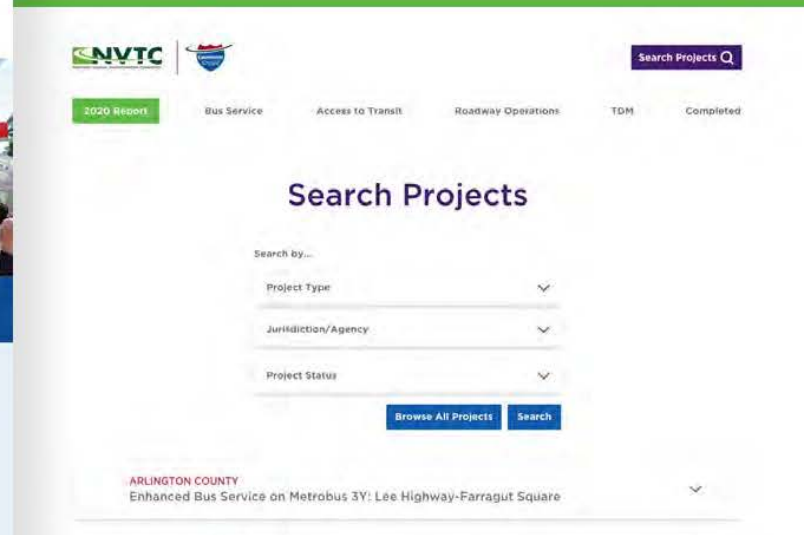 NVTC
Search Projects
2020 Report Bus Service Access to Transit Roadway Operations TDM Completed
Search Projects
Search by...
Project Type
Jurisdiction/Agency
Project Status
Browse All Projects Search
ARLINGTON COUNTY
Enhanced Bus Service on Metrobus 3Y: Lee Highway-Farragut Square